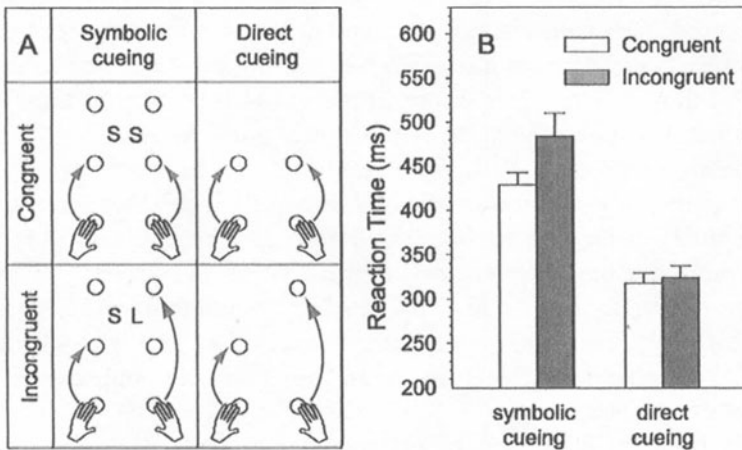 A
Symbolic
cueing
Direct
cueing
Congruent
S S
Incongruent
S L
B
Congruent
Incongruent
Reaction Time (ms)
600
550
500
450
400
350
300
250
200
symbolic
cueing
direct
cueing